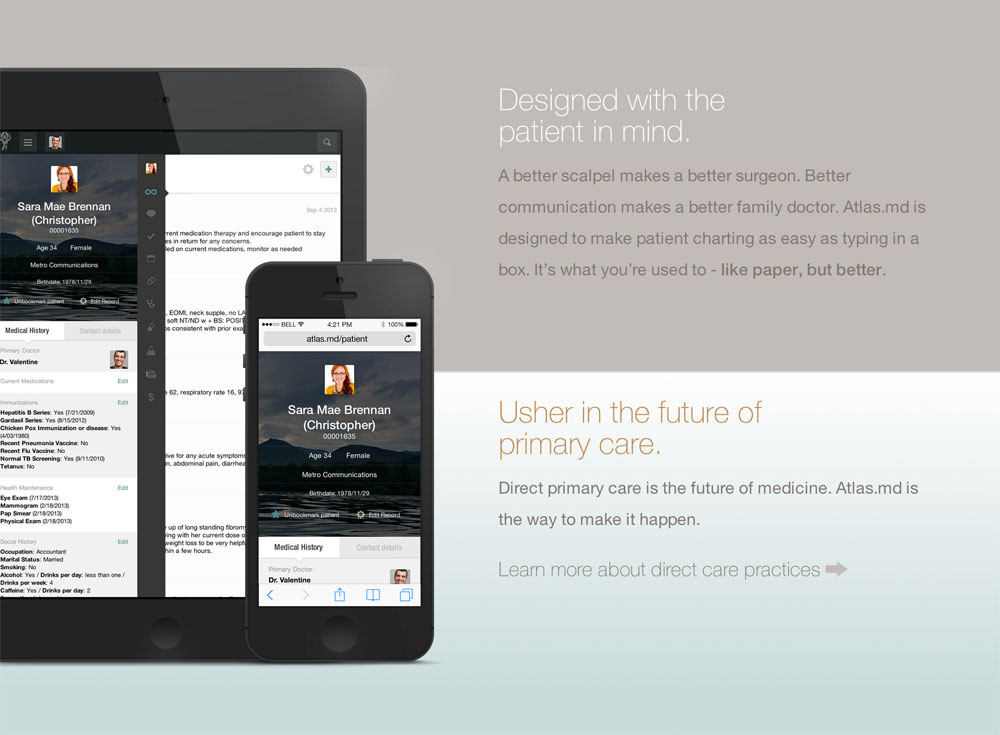 Designed with the
patient in mind.
A better scalpel makes a better surgeon. Better
communication makes a better family doctor. Atlas.md is
designed to make patient charting as easy as typing in a
box. It's what you're used to - like paper, but better.
Usher in the future of
primary care.
Direct primary care is the future of medicine. Atlas.md is
the way to make it happen.
Learn more about direct care practices
Sara Mae Brennan
(Christopher)
00001635
Age 34 Female
Metro Communications
Birthdate: 1978/11/29
Unbookmark patient Edit Record
Medical History Contact details
Primary Doctor
Dr. Valentine
Current Medications Edit
Immunizations Edit
Hepatitis B Series: Yes (7/21/2009)
Gardasil Series: Yes (8/15/2012)
Chicken Pox Immunization or disease: Yes
(4/03/1980)
Recent Pneumonia Vaccine: No
Recent Flu Vaccine: No
Normal TB Screening: Yes (9/11/2010)
Tetanus: No
Health Maintenance Edit
Eye Exam (7/17/2013)
Mammogram (2/18/2013)
Pap Smear (2/18/2013)
Physical Exam (2/18/2013)
Social History Edit
Occupation: Accountant
Marital Status: Married
Smoking: No
Alcohol: Yes / Drinks per day: less than one /
Drinks per week: 4
Caffeine: Yes / Drinks per day: 2
$
Sep 4 2013
rrent medication therapy and encourage patient to stay
es in return for any concerns.
ed on current medications, monitor as needed
, EOMI, neck supple, no LA
soft NT/ND w + BS: POSIT
s consistent with prior exa
e 62, respiratory rate 16, 97
ive for any acute symptoms
n, abdominal pain, diarrhea
up of long standing fibromy
ying with her current dose o
weight loss to be very helpfu
thin a few hours.
BELL 4:21 PM 100%
atlas.md/patient
Sara Mae Brennan
(Christopher)
00001635
Age 34 Female
Metro Communications
Birthdate: 1978/11/29
Unbookmark patient Edit Record
Medical History Contact details
Primary Doctor
Dr. Valentine